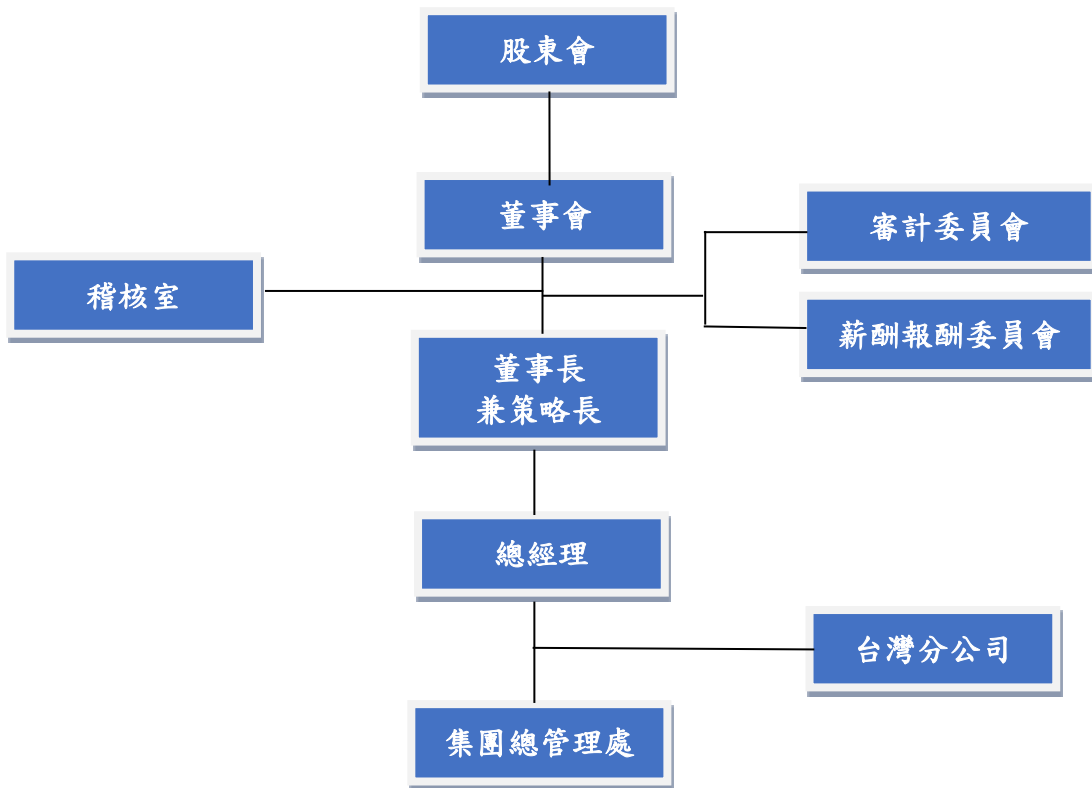 股東會
董事會
審計委員會
稽核室
薪酬報酬委員會
董事長
兼策略長
總經理
台灣分公司
集團總管理處